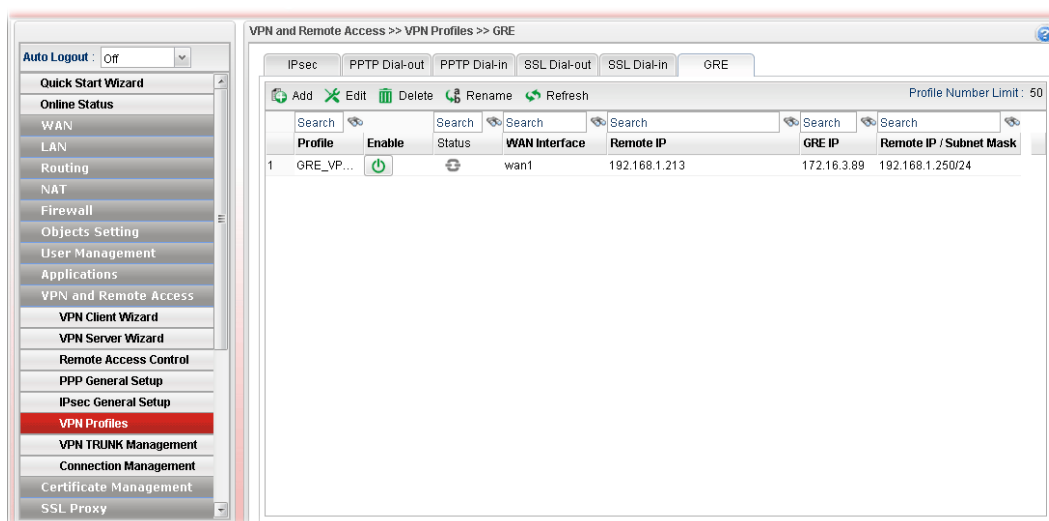 VPN and Remote Access >> VPN Profiles >> GRE
Auto Logout : Off
Quick Start Wizard
Online Status
WAN
LAN
Routing
NAT
Firewall
Objects Setting
User Management
Applications
VPN and Remote Access
VPN Client Wizard
VPN Server Wizard
Remote Access Control
PPP General Setup
IPsec General Setup
VPN Profiles
VPN TRUNK Management
Connection Management
Certificate Management
SSL Proxy
IPsec PPTP Dial-out PPTP Dial-in SSL Dial-out SSL Dial-in GRE
Add Edit Delete Rename Refresh Profile Number Limit : 50
Search Search Search Search Search Search
Profile Enable Status WAN Interface Remote IP GRE IP Remote IP / Subnet Mask
1 GRE_VP... wan1 192.168.1.213 172.16.3.89 192.168.1.250/24